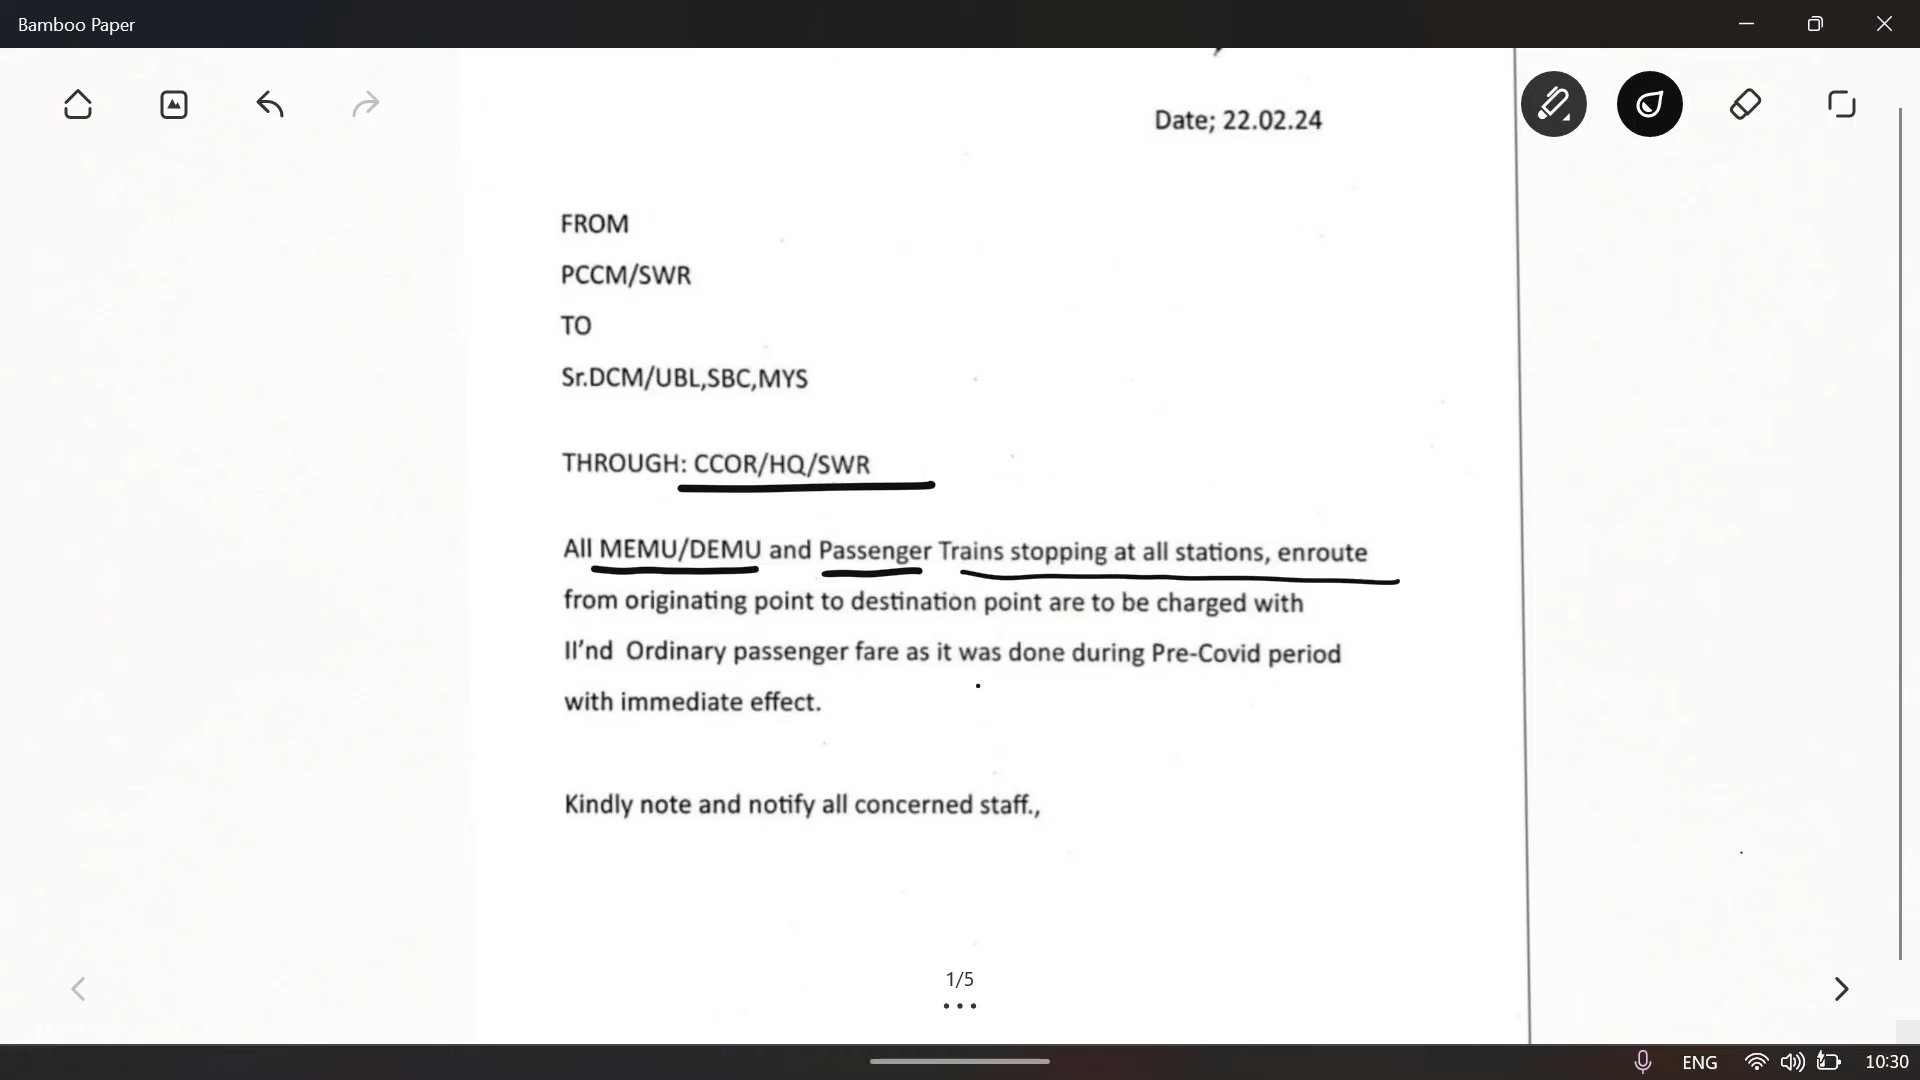 Bamboo Paper
Date; 22.02.24
FROM
PCCM/SWR
TO
Sr.DCM/UBL,SBC,MYS
THROUGH: CCOR/HQ/SWR
All MEMU/DEMU and Passenger Trains stopping at all stations, enroute
from originating point to destination point are to be charged with
II'nd Ordinary passenger fare as it was done during Pre-Covid period
with immediate effect.
Kindly note and notify all concerned staff.,
1/5
ENG 10:30